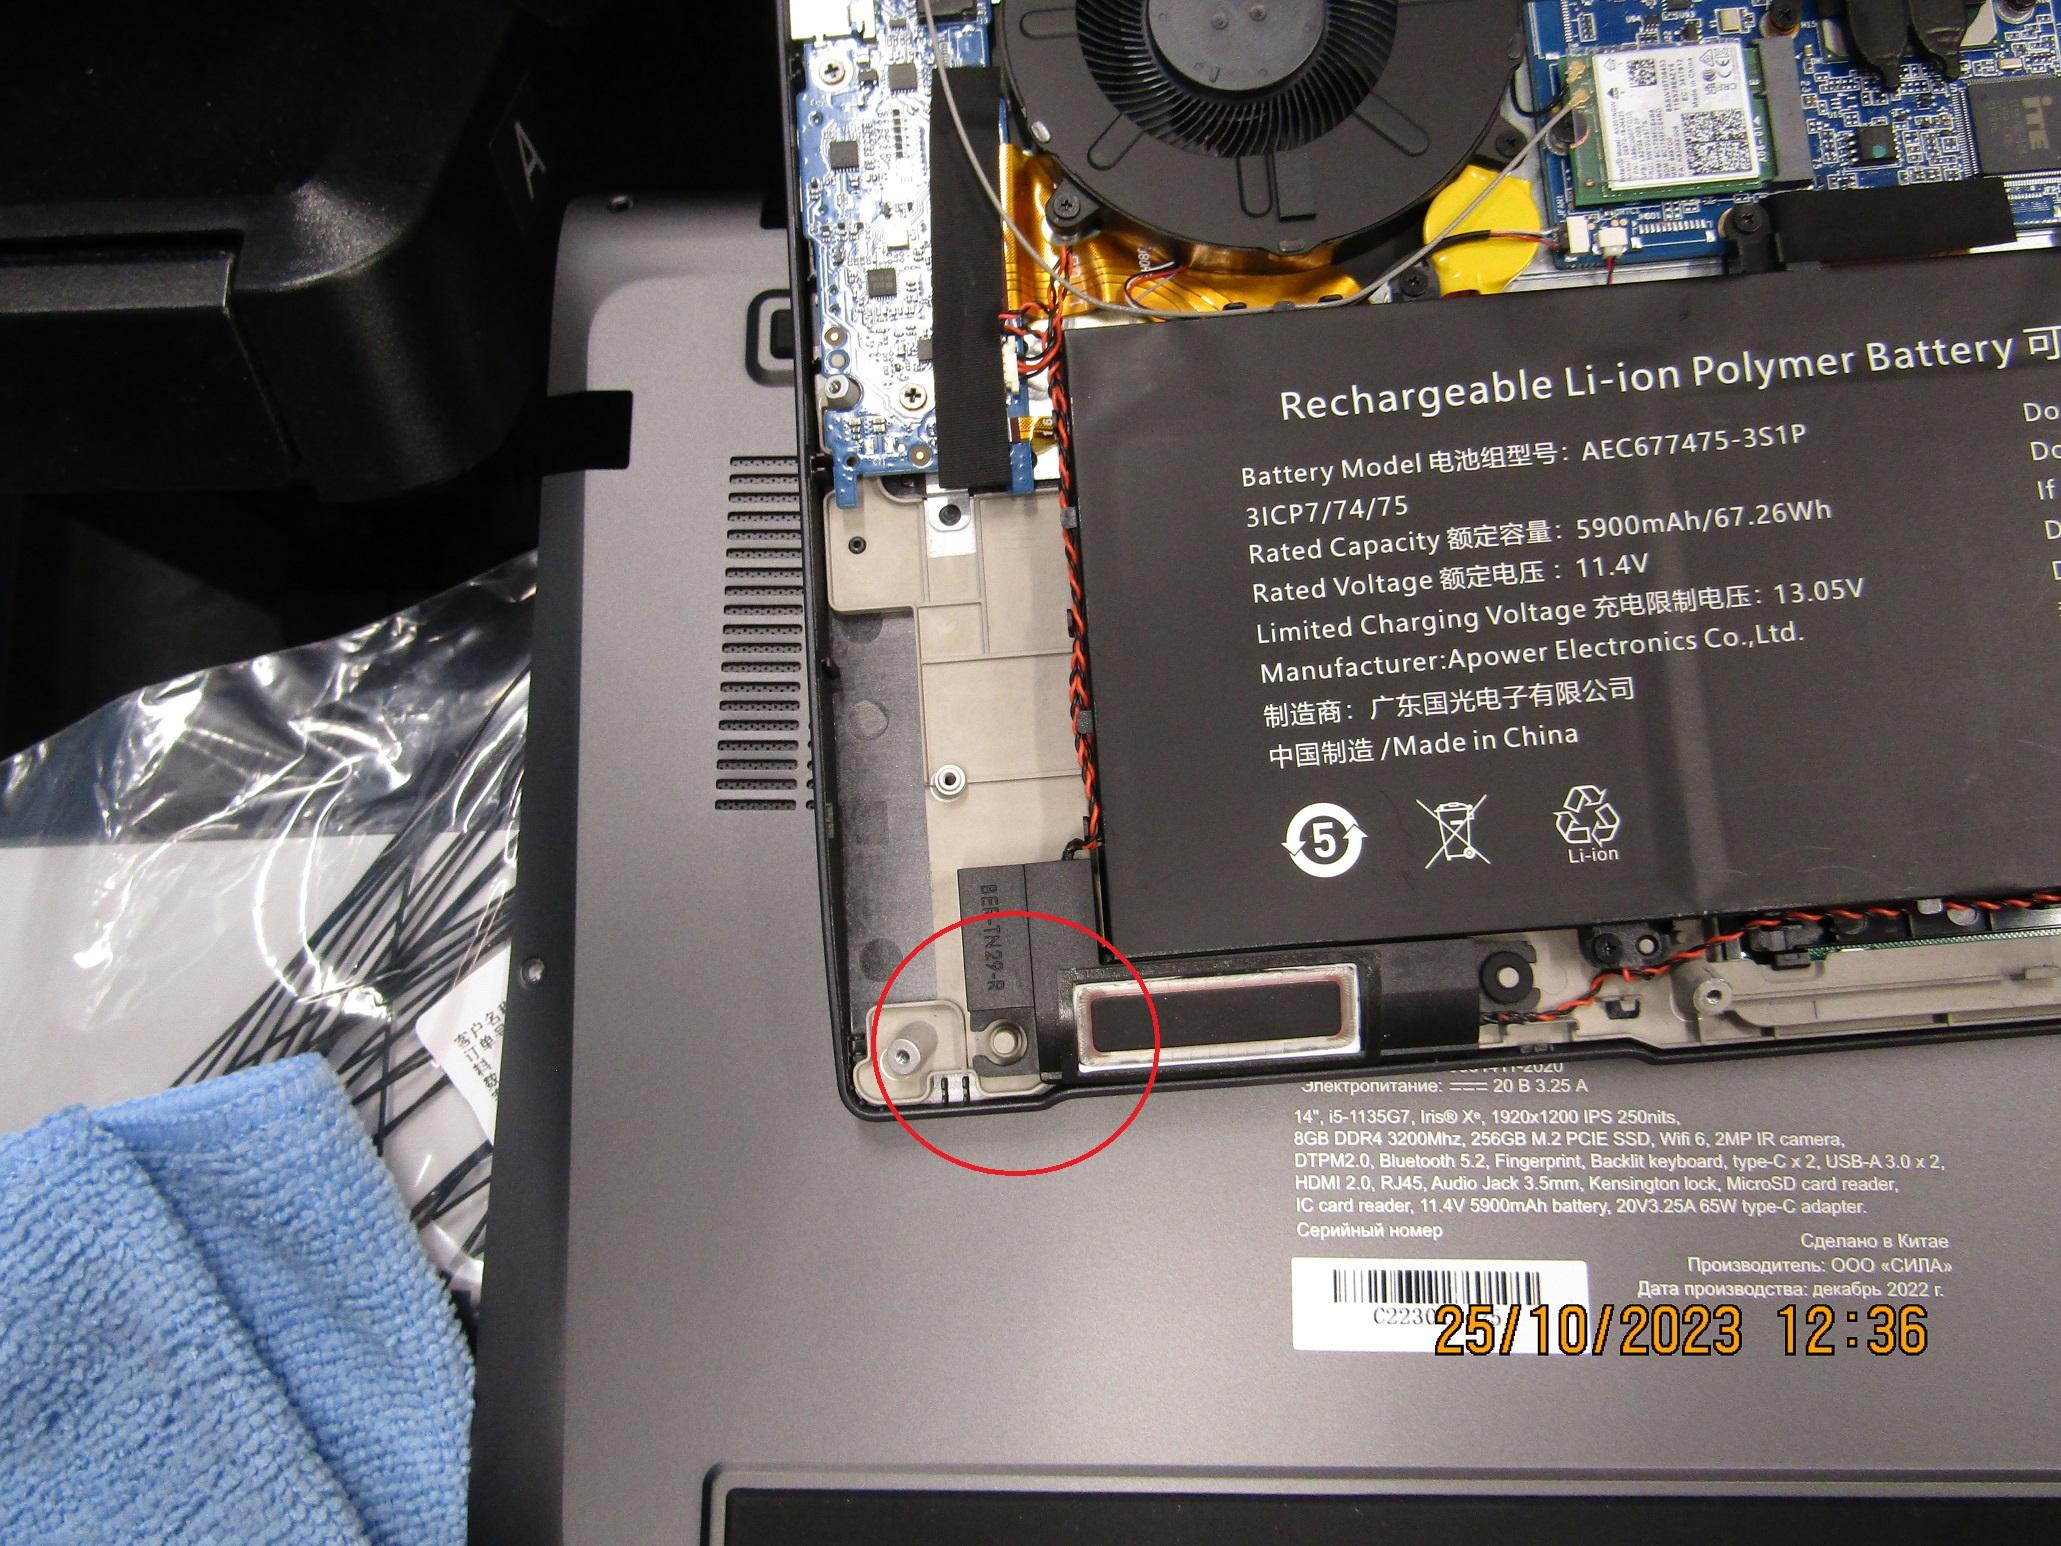 A
iTE
Rechargeable Li-ion Polymer Battery 可
Battery Model 电池组型号: AEC677475-3S1P
3ICP7/74/75
Rated Capacity 额定容量: 5900mAh/67.26Wh
Rated Voltage 额定电压: 11.4V
Limited Charging Voltage 充电限制电压: 13.05V
Manufacturer:Apower Electronics Co.,Ltd.
制造商: 广东国光电子有限公司
中国制造 /Made in China
5
Li-ion
Do
Do
If
TN29-R
Электропитание: 20 В 3.25 А
14", i5-1135G7, Iris® Xe, 1920x1200 IPS 250nits,
8GB DDR4 3200Mhz, 256GB M.2 PCIE SSD, Wifi 6, 2MP IR camera,
DTPM2.0, Bluetooth 5.2, Fingerprint, Backlit keyboard, type-C x 2, USB-A 3.0 x 2,
HDMI 2.0, RJ45, Audio Jack 3.5mm, Kensington lock, MicroSD card reader,
IC card reader, 11.4V 5900mAh battery, 20V3.25A 65W type-C adapter.
Серийный номер
Сделано в Китае
Производитель: ООО «СИЛА»
Дата производства: декабрь 2022 г.
25/10/2023 12:36